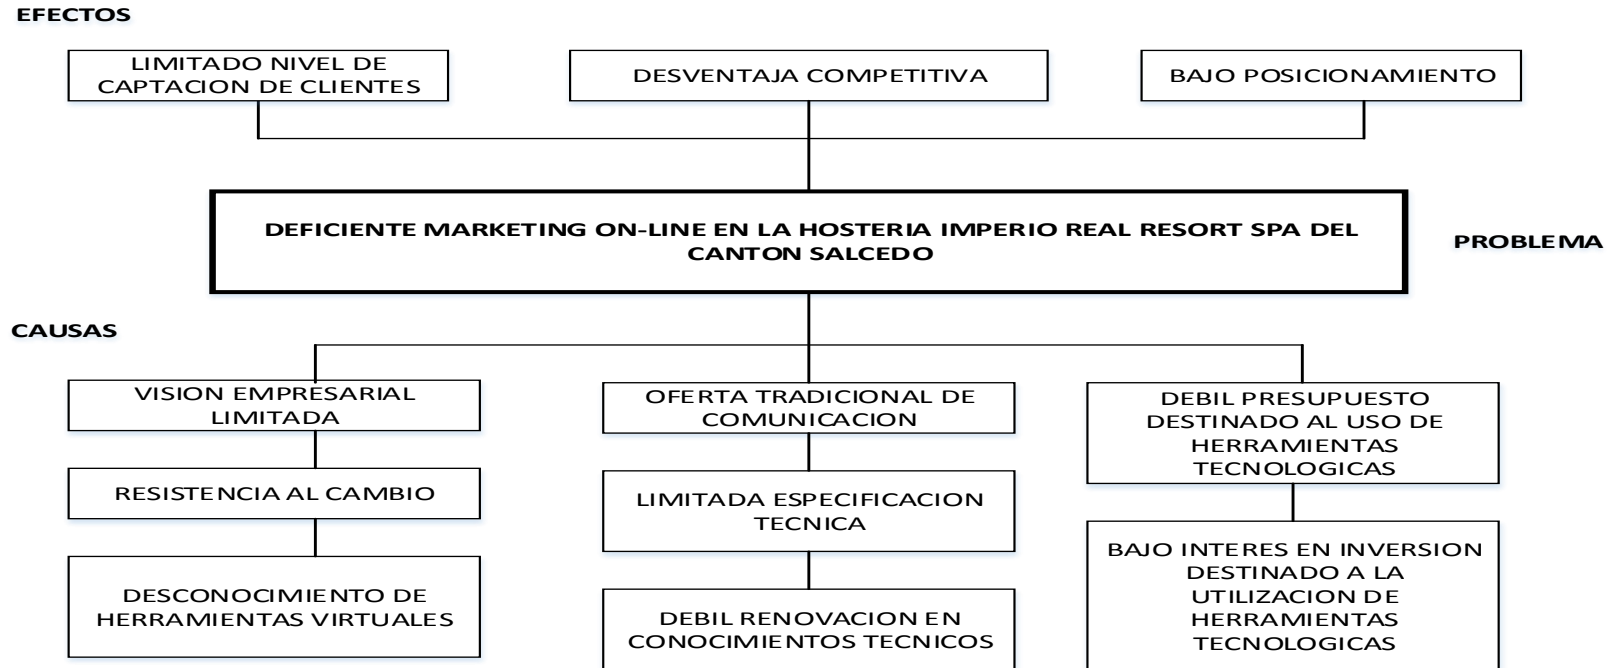 EFECTOS
LIMITADO NIVEL DE
CAPTACION DE CLIENTES
DESVENTAJA COMPETITIVA
BAJO POSICIONAMIENTO
DEFICIENTE MARKETING ON-LINE EN LA HOSTERIA IMPERIO REAL RESORT SPA DEL
CANTON SALCEDO
PROBLEMA
CAUSAS
VISION EMPRESARIAL
LIMITADA
RESISTENCIA AL CAMBIO
DESCONOCIMIENTO DE
HERRAMIENTAS VIRTUALES
OFERTA TRADICIONAL DE
COMUNICACION
LIMITADA ESPECIFICACION
TECNICA
DEBIL RENOVACION EN
CONOCIMIENTOS TECNICOS
DEBIL PRESUPUESTO
DESTINADO AL USO DE
HERRAMIENTAS
TECNOLOGICAS
BAJO INTERES EN INVERSION
DESTINADO A LA
UTILIZACION DE
HERRAMIENTAS
TECNOLOGICAS